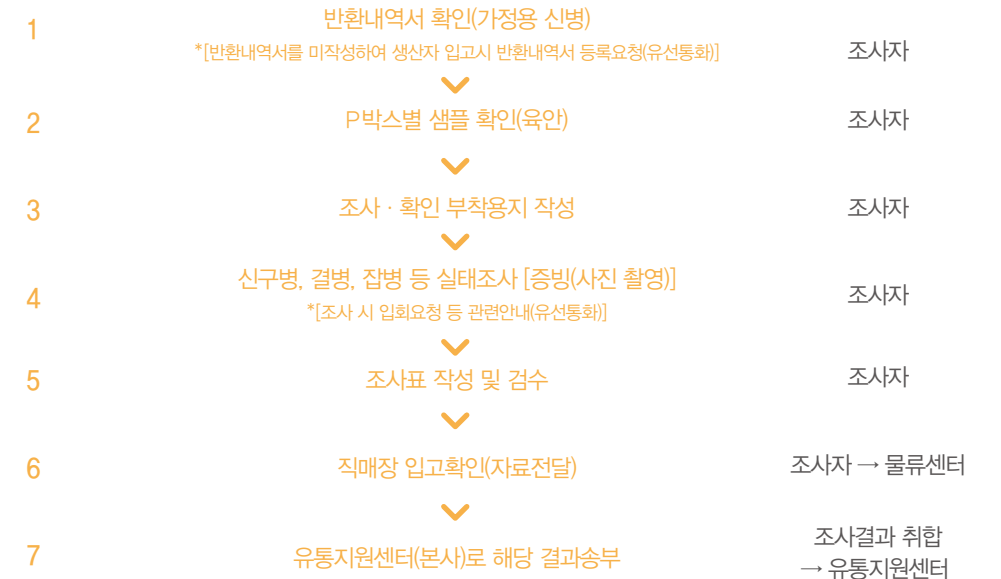 1
반환내역서 확인(가정용 신병)
*[반환내역서를 미작성하여 생산자 입고시 반환내역서 등록요청(유선통화)]
조사자
2
P박스별 샘플 확인(육안)
조사자
3
조사 · 확인 부착용지 작성
조사자
4
신구병, 결병, 잡병 등 실태조사 [증빙(사진 촬영)]
*[조사 시 입회요청 등 관련안내(유선통화)]
조사자
5
조사표 작성 및 검수
조사자
6
직매장 입고확인(자료전달)
조사자 → 물류센터
7
유통지원센터(본사)로 해당 결과송부
조사결과 취합
→ 유통지원센터